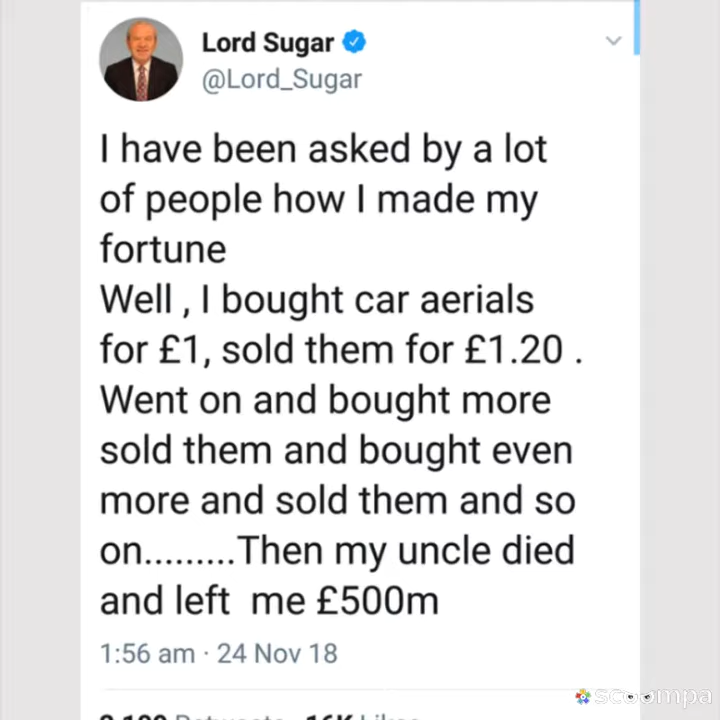 Lord Sugar
@Lord_Sugar
I have been asked by a lot
of people how I made my
fortune
Well , I bought car aerials
for £1, sold them for £1.20 .
Went on and bought more
sold them and bought even
more and sold them and so
on.........Then my uncle died
and left  me £500m
1:56 am · 24 Nov 18
scoompa